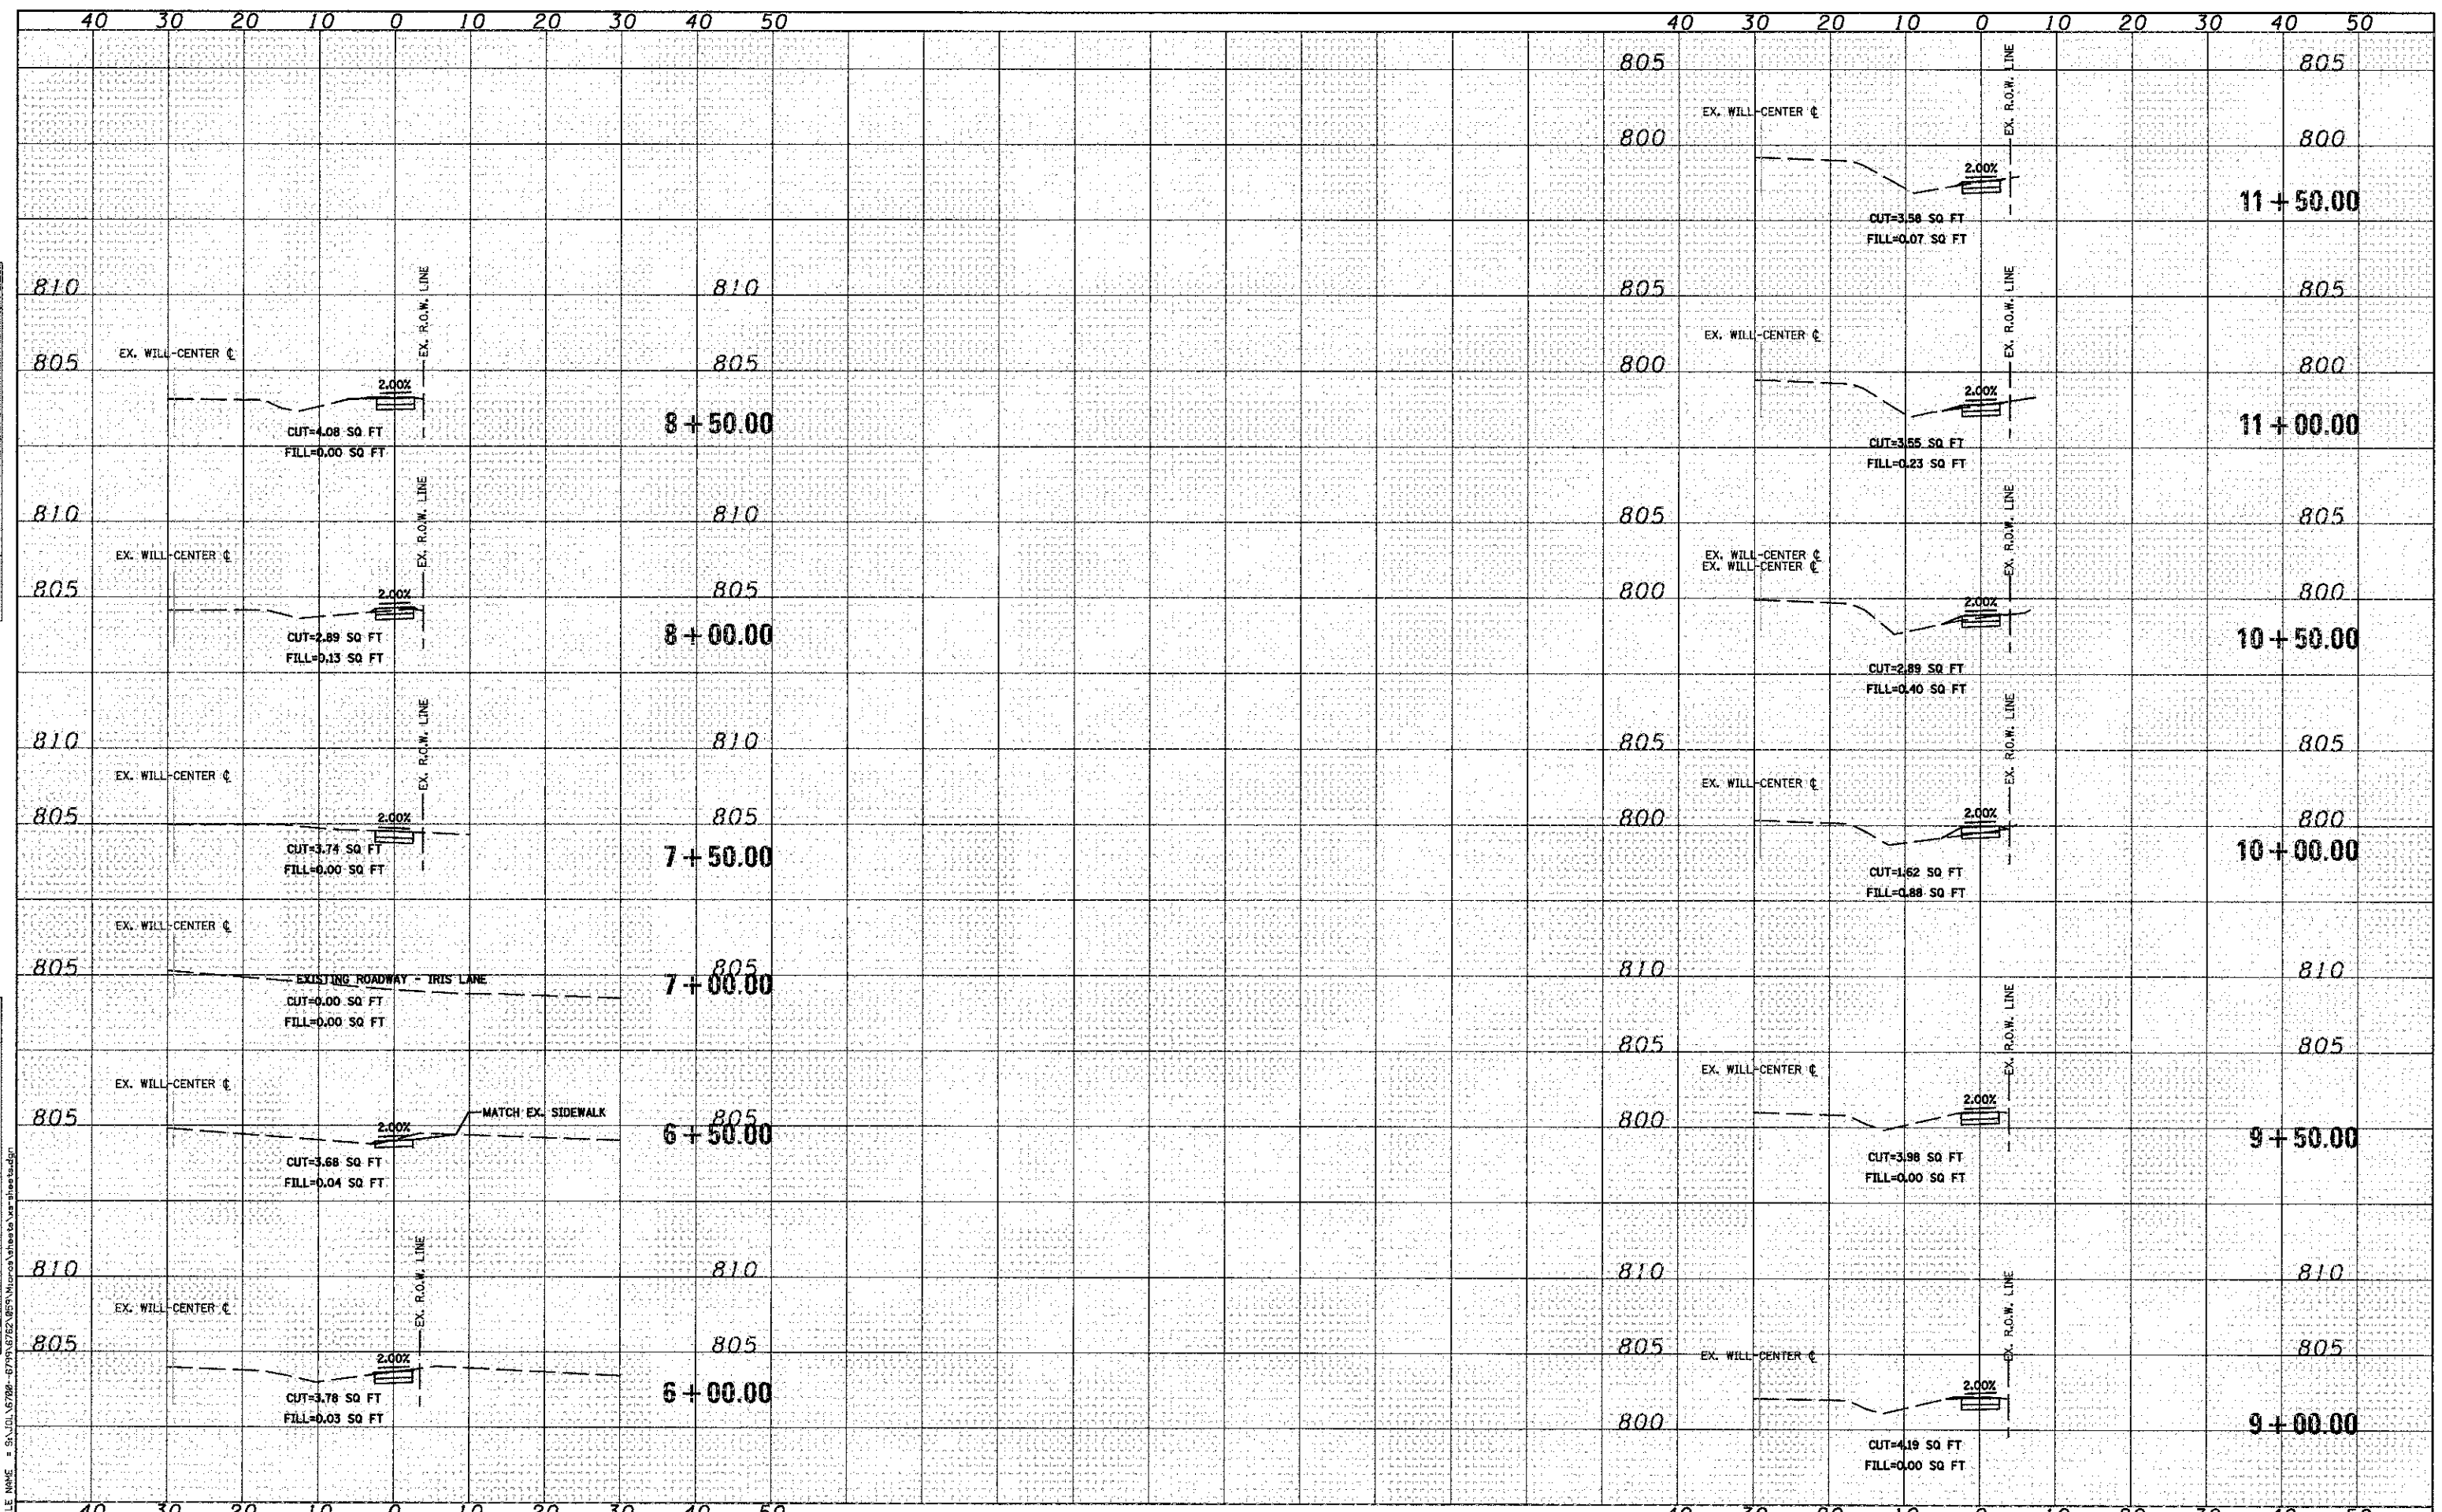 40 30 20 10 0 10 20 30 40 50
40 30 20 10 0 10 20 30 40 50
810 810
EX. R.O.W. LINE
EX. WILL-CENTER ℄
805 805
2.00%
8+50.00
CUT=4.08 SQ FT
FILL=0.00 SQ FT
810 810
EX. R.O.W. LINE
EX. WILL-CENTER ℄
805 805
2.00%
8+00.00
CUT=2.89 SQ FT
FILL=0.13 SQ FT
810 810
EX. R.O.W. LINE
EX. WILL-CENTER ℄
805 805
2.00%
7+50.00
CUT=3.74 SQ FT
FILL=0.00 SQ FT
EX. WILL-CENTER ℄
805 805
EXISTING ROADWAY - IRIS LANE
7+00.00
CUT=0.00 SQ FT
FILL=0.00 SQ FT
EX. WILL-CENTER ℄
MATCH EX. SIDEWALK
805 805
2.00%
6+50.00
CUT=3.68 SQ FT
FILL=0.04 SQ FT
810 810
EX. R.O.W. LINE
EX. WILL-CENTER ℄
805 805
2.00%
6+00.00
CUT=3.78 SQ FT
FILL=0.03 SQ FT
805 805
EX. R.O.W. LINE
EX. WILL-CENTER ℄
800 800
2.00%
11+50.00
CUT=3.58 SQ FT
FILL=0.07 SQ FT
805 805
EX. R.O.W. LINE
EX. WILL-CENTER ℄
800 800
2.00%
11+00.00
CUT=3.55 SQ FT
FILL=0.23 SQ FT
805 805
EX. R.O.W. LINE
EX. WILL-CENTER ℄
EX. WILL-CENTER ℄
800 800
2.00%
10+50.00
CUT=2.89 SQ FT
FILL=0.40 SQ FT
805 805
EX. R.O.W. LINE
EX. WILL-CENTER ℄
800 800
2.00%
10+00.00
CUT=1.62 SQ FT
FILL=0.88 SQ FT
810 810
EX. R.O.W. LINE
805 805
EX. WILL-CENTER ℄
2.00%
800 800
9+50.00
CUT=3.98 SQ FT
FILL=0.00 SQ FT
810 810
EX. R.O.W. LINE
805 805
EX. WILL-CENTER ℄
2.00%
800
9+00.00
CUT=4.19 SQ FT
FILL=0.00 SQ FT
40 30 20 10 0 10 20 30 40 50
40 30 20 10 0 10 20 30 40 50